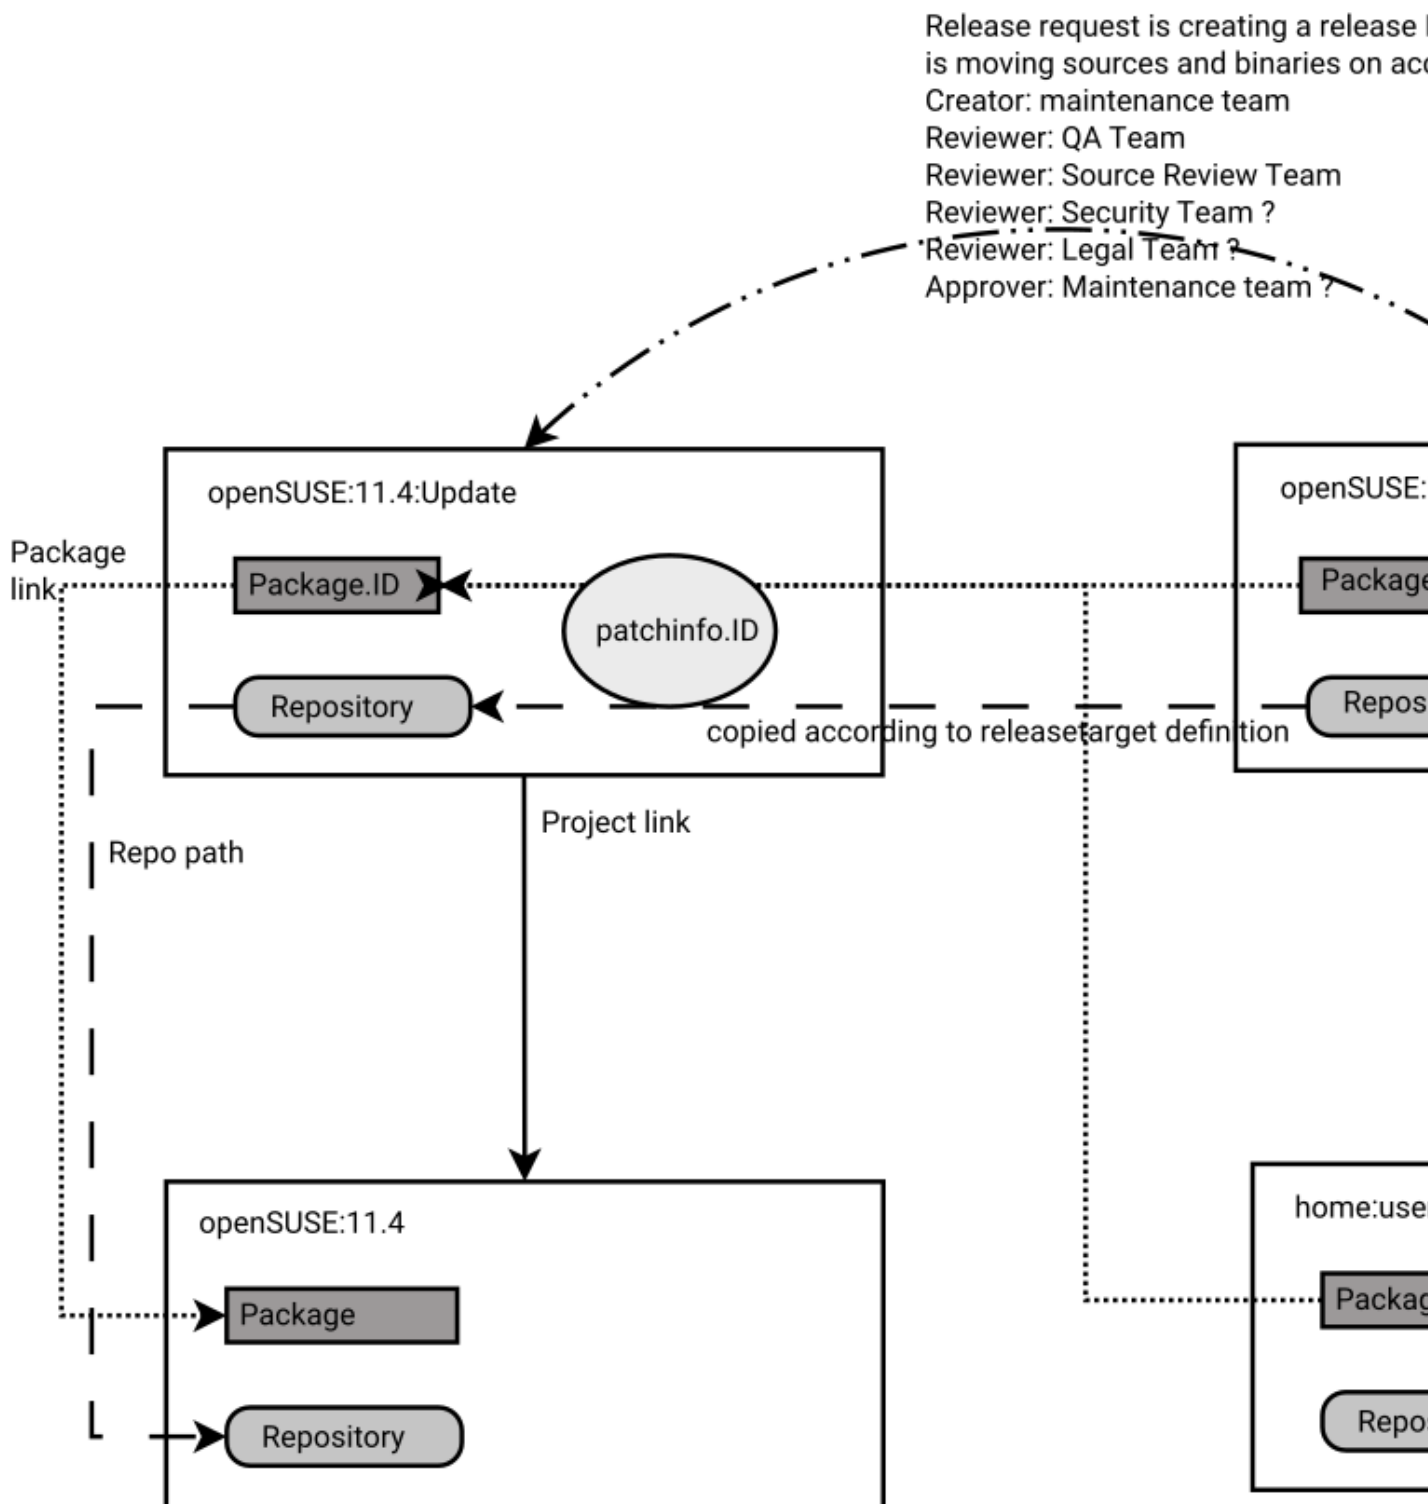 Release request is creating a release
is moving sources and binaries on
Creator: maintenance team
Reviewer: QA Team
Reviewer: Source Review Team
Reviewer: Security Team ?
Reviewer: Legal Team ?
Approver: Maintenance team ?
openSUSE:11.4:Update
openSUSE:
Package
link
Package.ID
Package
patchinfo.ID
Repository
Repos
copied according to releasetarget definition
Project link
Repo path
openSUSE:11.4
home:user
Package
Packag
Repository
Repo